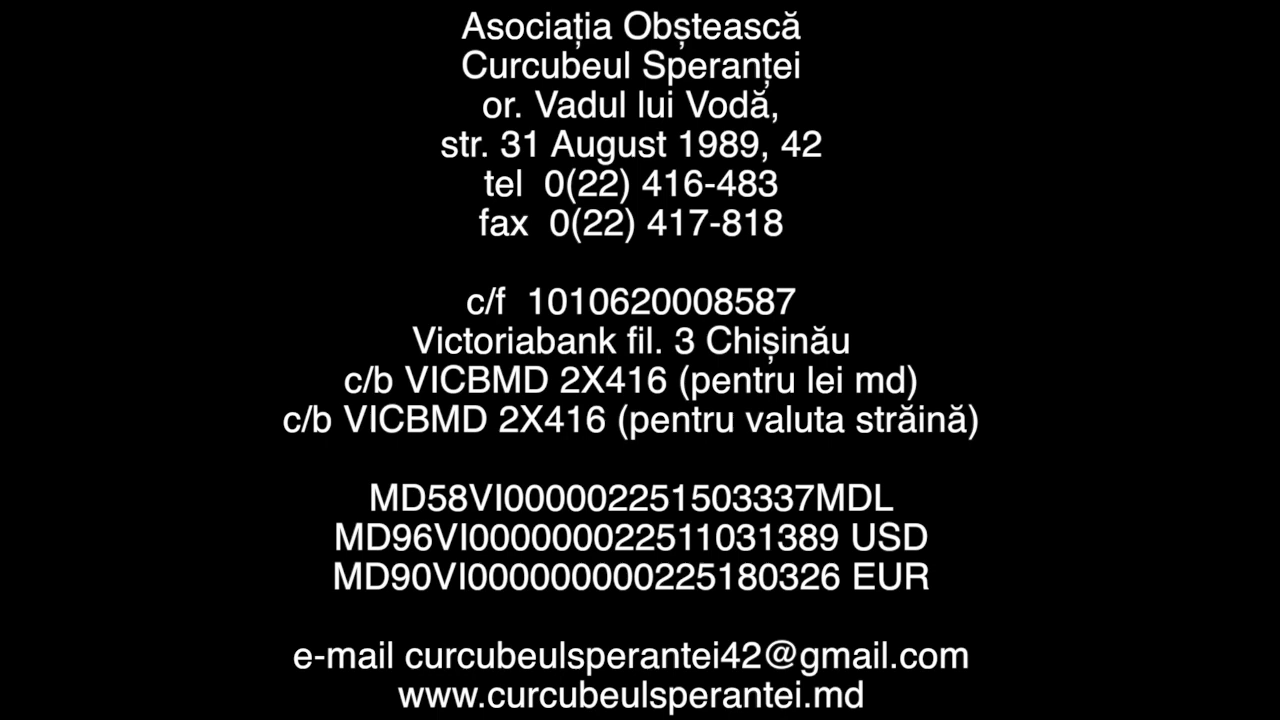 Asociația Obștească
Curcubeul Speranței
or. Vadul lui Vodă,
str. 31 August 1989, 42
tel 0(22) 416-483
fax 0(22) 417-818
c/f 1010620008587
Victoriabank fil. 3 Chișinău
c/b VICBMD 2X416 (pentru lei md)
c/b VICBMD 2X416 (pentru valuta străină)
MD58VI000002251503337MDL
MD96VI000000022511031389 USD
MD90VI0000000000225180326 EUR
e-mail curcubeulsperantei42@gmail.com
www.curcubeulsperantei.md